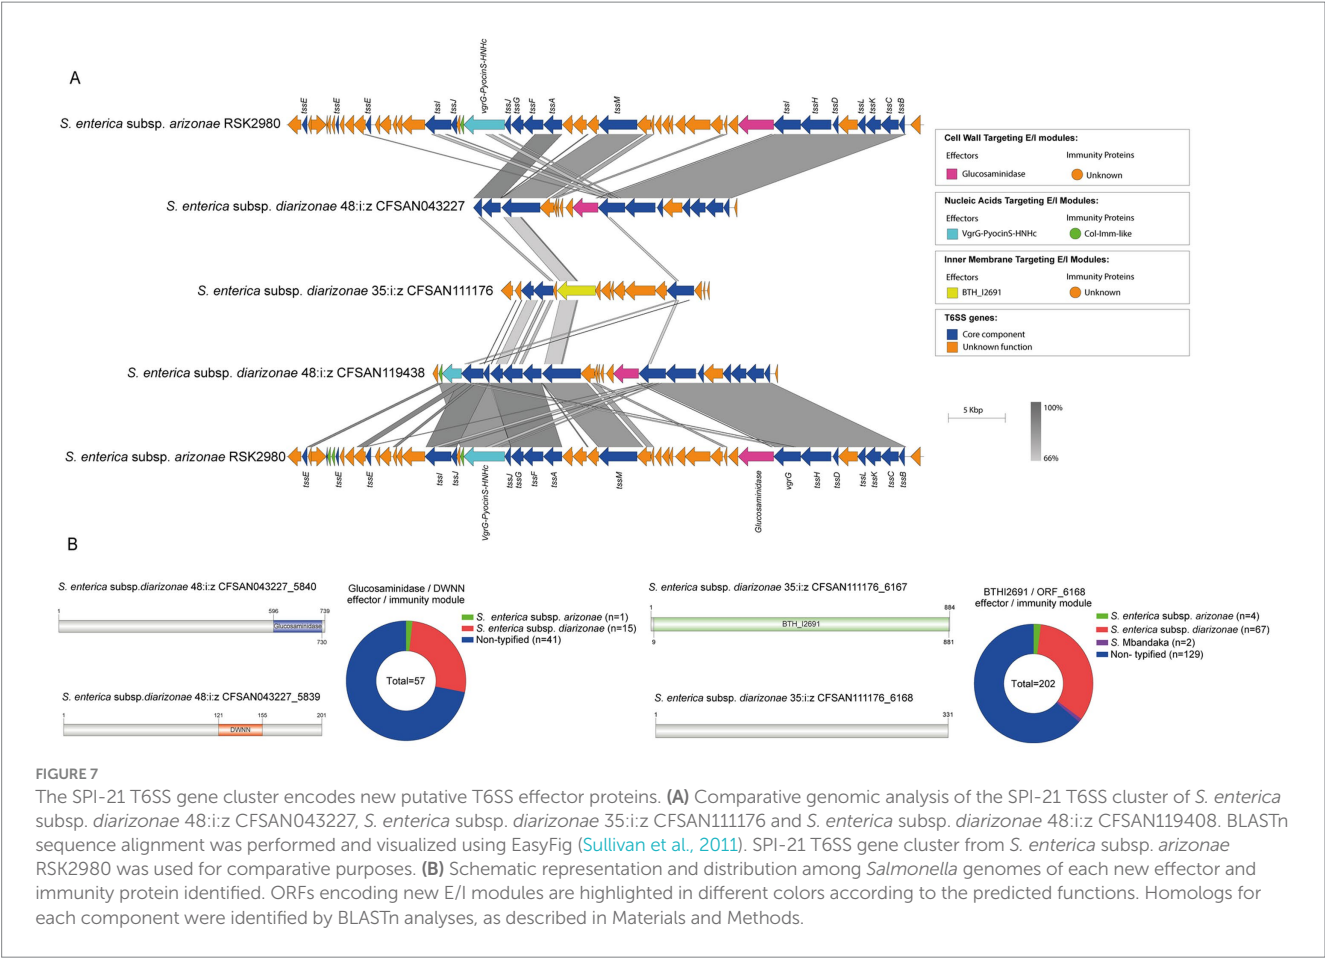 A
tssE
tssE
tssE
tssI
tssJ
vgrG-PyocinS-HNHc
tssJ
tssG
tssF
tssA
tssM
tssI
tssH
tssD
tssL
tssK
tssC
tssB
S. enterica subsp. arizonae RSK2980
S. enterica subsp. diarizonae 48:i:z CFSAN043227
S. enterica subsp. diarizonae 35:i:z CFSAN111176
S. enterica subsp. diarizonae 48:i:z CFSAN119438
S. enterica subsp. arizonae RSK2980
tssE
tssE
tssE
tssI
tssJ
VgrG-PyocinS-HNHc
tssJ
tssG
tssF
tssA
tssM
Glucosaminidase
vgrG
tssH
tssD
tssL
tssK
tssC
tssB
Cell Wall Targeting E/I modules:
Effectors Immunity Proteins
Glucosaminidase Unknown
Nucleic Acids Targeting E/I Modules:
Effectors Immunity Proteins
VgrG-PyocinS-HNHc Col-Imm-like
Inner Membrane Targeting E/I Modules:
Effectors Immunity Proteins
BTH_I2691 Unknown
T6SS genes:
Core component
Unknown function
5 Kbp
100%
66%
B
S. enterica subsp.diarizonae 48:i:z CFSAN043227_5840
1 596 739
Glucosaminidase
730
S. enterica subsp.diarizonae 48:i:z CFSAN043227_5839
1 121 155 201
DWNN
Glucosaminidase / DWNN
effector / immunity module
Total=57
S. enterica subsp. arizonae (n=1)
S. enterica subsp. diarizonae (n=15)
Non-typified (n=41)
S. enterica subsp. diarizonae 35:i:z CFSAN111176_6167
1 884
BTH_I2691
9 881
S. enterica subsp. diarizonae 35:i:z CFSAN111176_6168
1 331
BTHI2691 / ORF_6168
effector / immunity module
Total=202
S. enterica subsp. arizonae (n=4)
S. enterica subsp. diarizonae (n=67)
S. Mbandaka (n=2)
Non- typified (n=129)
FIGURE 7
The SPI-21 T6SS gene cluster encodes new putative T6SS effector proteins. (A) Comparative genomic analysis of the SPI-21 T6SS cluster of S. enterica
subsp. diarizonae 48:i:z CFSAN043227, S. enterica subsp. diarizonae 35:i:z CFSAN111176 and S. enterica subsp. diarizonae 48:i:z CFSAN119408. BLASTn
sequence alignment was performed and visualized using EasyFig (Sullivan et al., 2011). SPI-21 T6SS gene cluster from S. enterica subsp. arizonae
RSK2980 was used for comparative purposes. (B) Schematic representation and distribution among Salmonella genomes of each new effector and
immunity protein identified. ORFs encoding new E/I modules are highlighted in different colors according to the predicted functions. Homologs for
each component were identified by BLASTn analyses, as described in Materials and Methods.